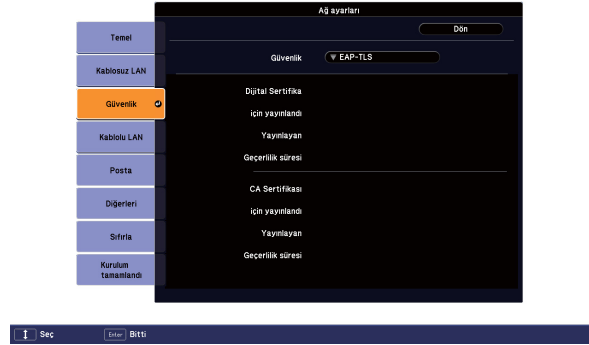 Ağ ayarları
Dön
Temel
Kablosuz LAN
Güvenlik
Kablolu LAN
Posta
Diğerleri
Sıfırla
Kurulum
tamamlandı
Güvenlik EAP-TLS
Dijital Sertifika
için yayınlandı
Yayınlayan
Geçerlilik süresi
CA Sertifikası
için yayınlandı
Yayınlayan
Geçerlilik süresi
Seç Enter Bitti